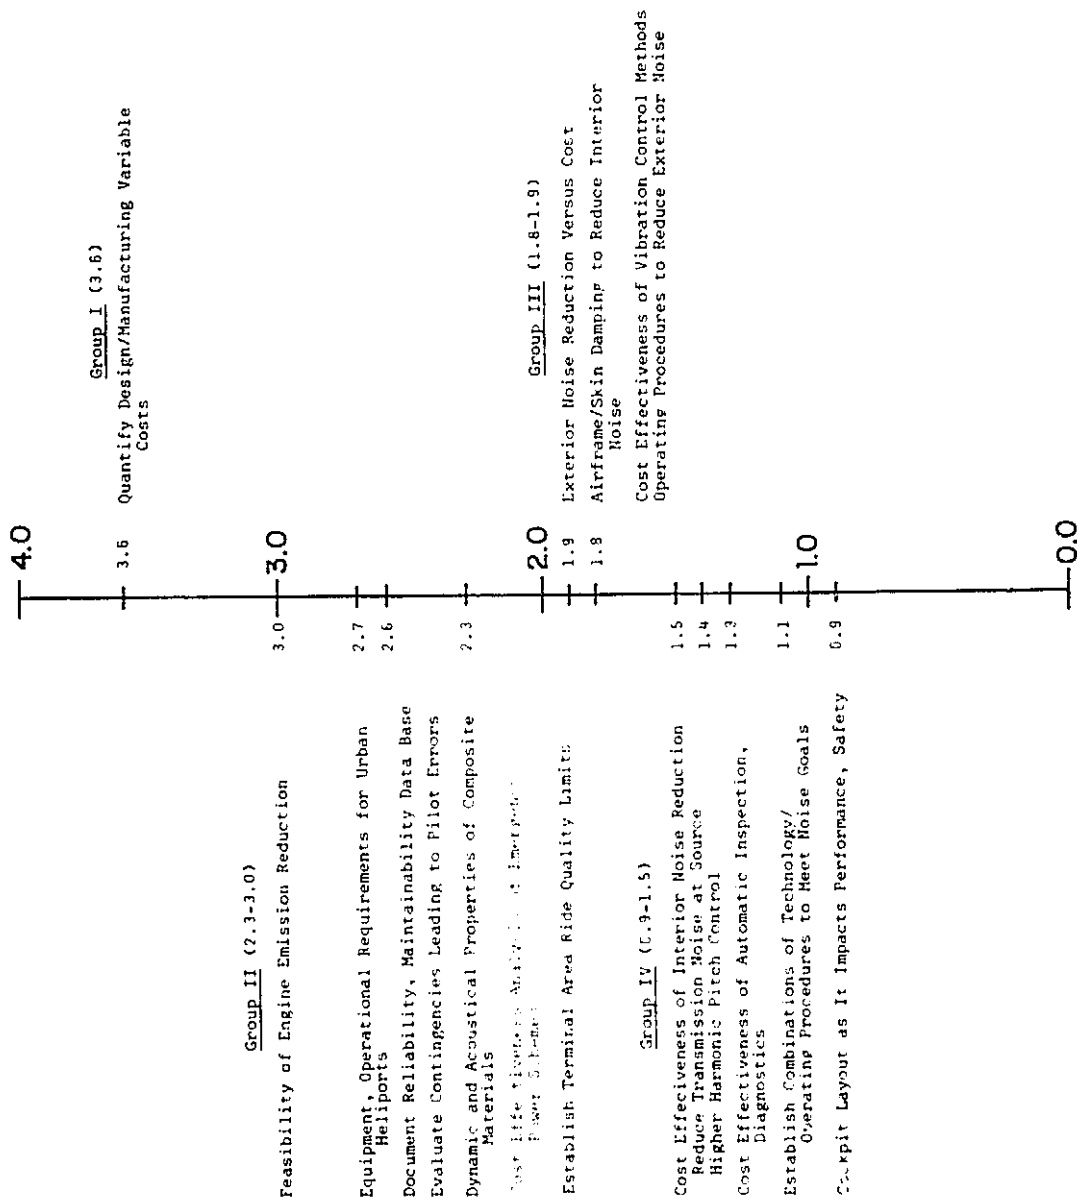 Group I (3.6)
Quantify Design/Manufacturing Variable
Costs
Group II (2.3-3.0)
Feasibility of Engine Emission Reduction
Equipment, Operational Requirements for Urban
Heliports
Document Reliability, Maintainability Data Base
Evaluate Contingencies Leading to Pilot Errors
Dynamic and Acoustical Properties of Composite
Materials
Cost Effectiveness Analysis of Emergency
Power
Establish Terminal Area Ride Quality Limits
Group III (1.8-1.9)
Exterior Noise Reduction Versus Cost
Airframe/Skin Damping to Reduce Interior
Noise
Cost Effectiveness of Vibration Control Methods
Operating Procedures to Reduce Exterior Noise
Group IV (0.9-1.5)
Cost Effeciveness of Interior Noise Reduction
Reduce Transmission Noise at Source
Higher Harmonic Pitch Control
Cost Effectiveness of Automatic Inspection,
Diagnostics
Establish Combinations of Technology/
Operating Procedures to Meet Noise Goals
Cockpit Layout as It Impacts Performance, Safety
4.0
3.6
3.0
3.0
2.7
2.6
2.3
2.0
1.9
1.8
1.5
1.4
1.3
1.1
1.0
0.9
0.0